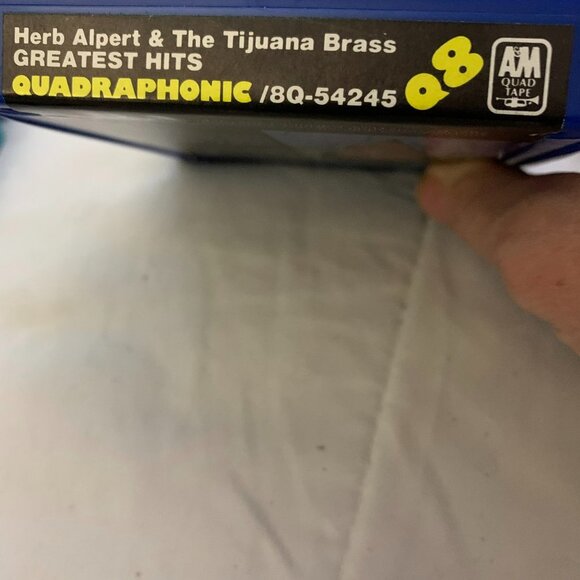 Herb Alpert & The Tijuana Brass
GREATEST HITS
QUADRAPHONIC /8Q-54245 Q8
A&M
QUAD
TAPE